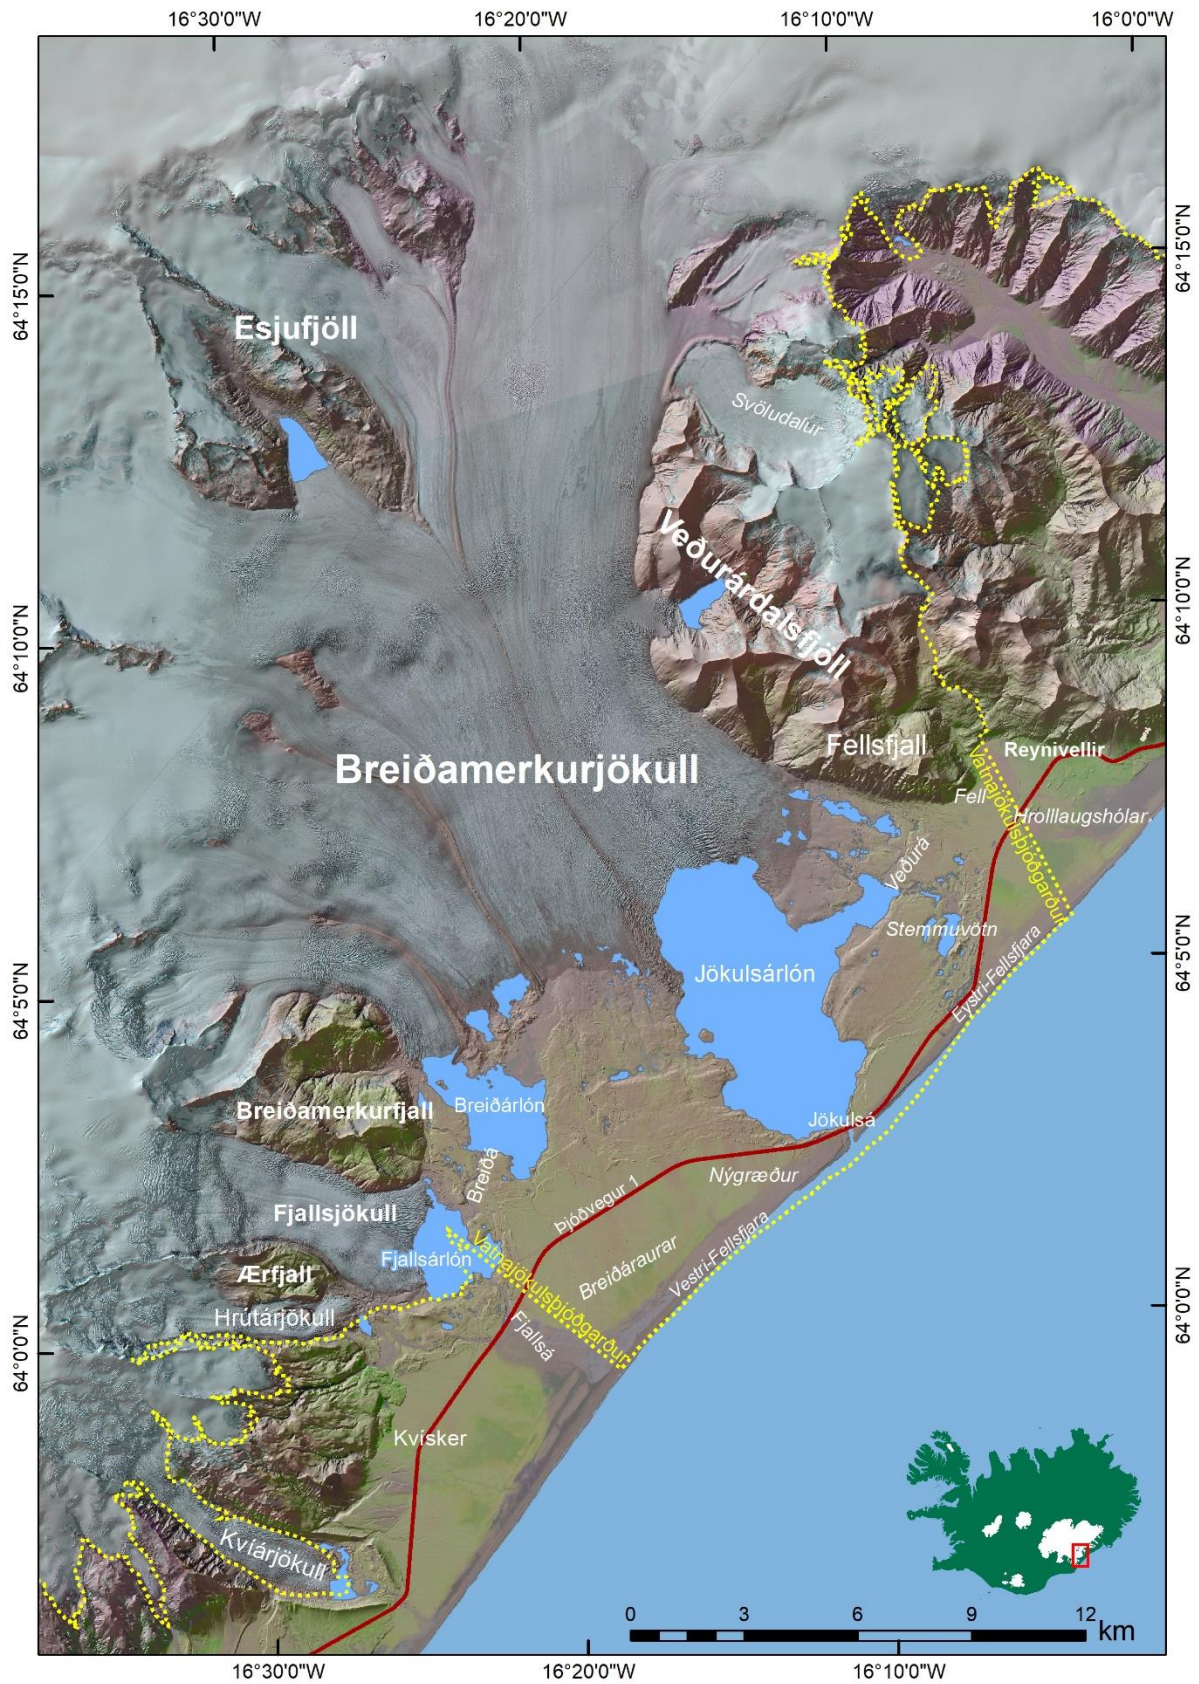 16°30'0"W
16°20'0"W
16°10'0"W
16°0'0"W
64°15'0"N
64°15'0"N
Esjufjöll
Svöludalur
Veðurárdalsfjöll
64°10'0"N
64°10'0"N
Fellsfjall
Reynivellir
Breiðamerkurjökull
Fell
Hrolllaugshólar
Vatnajökulsþjóðgarður
Veðurá
Stemmuvötn
64°5'0"N
64°5'0"N
Jökulsárlón
Eystri-Fellsfjara
Breiðárlón
Breiðamerkurfjall
Jökulsá
Breiðá
Nýgræður
Þjóðvegur 1
Fjallsjökull
Vestri-Fellsfjara
Fjallsárlón
Vatnajökulsþjóðgarður
Breiðáraurar
Ærfjall
Hrútárjökull
64°0'0"N
64°0'0"N
Fjallsá
Kvísker
Kvíárjökull
0
3
6
9
12
km
16°30'0"W
16°20'0"W
16°10'0"W